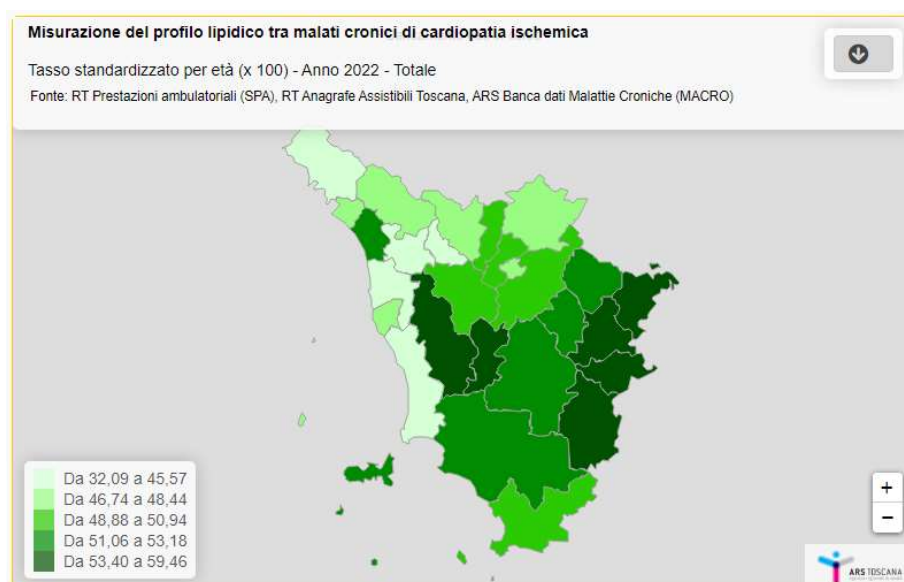 Misurazione del profilo lipidico tra malati cronici di cardiopatia ischemica
Tasso standardizzato per età (x 100) - Anno 2022 - Totale
Fonte: RT Prestazioni ambulatoriali (SPA), RT Anagrafe Assistibili Toscana, ARS Banca dati Malattie Croniche (MACRO)
Da 32,09 a 45,57
Da 46,74 a 48,44
Da 48,88 a 50,94
Da 51,06 a 53,18
Da 53,40 a 59,46
+
−
ARS TOSCANA